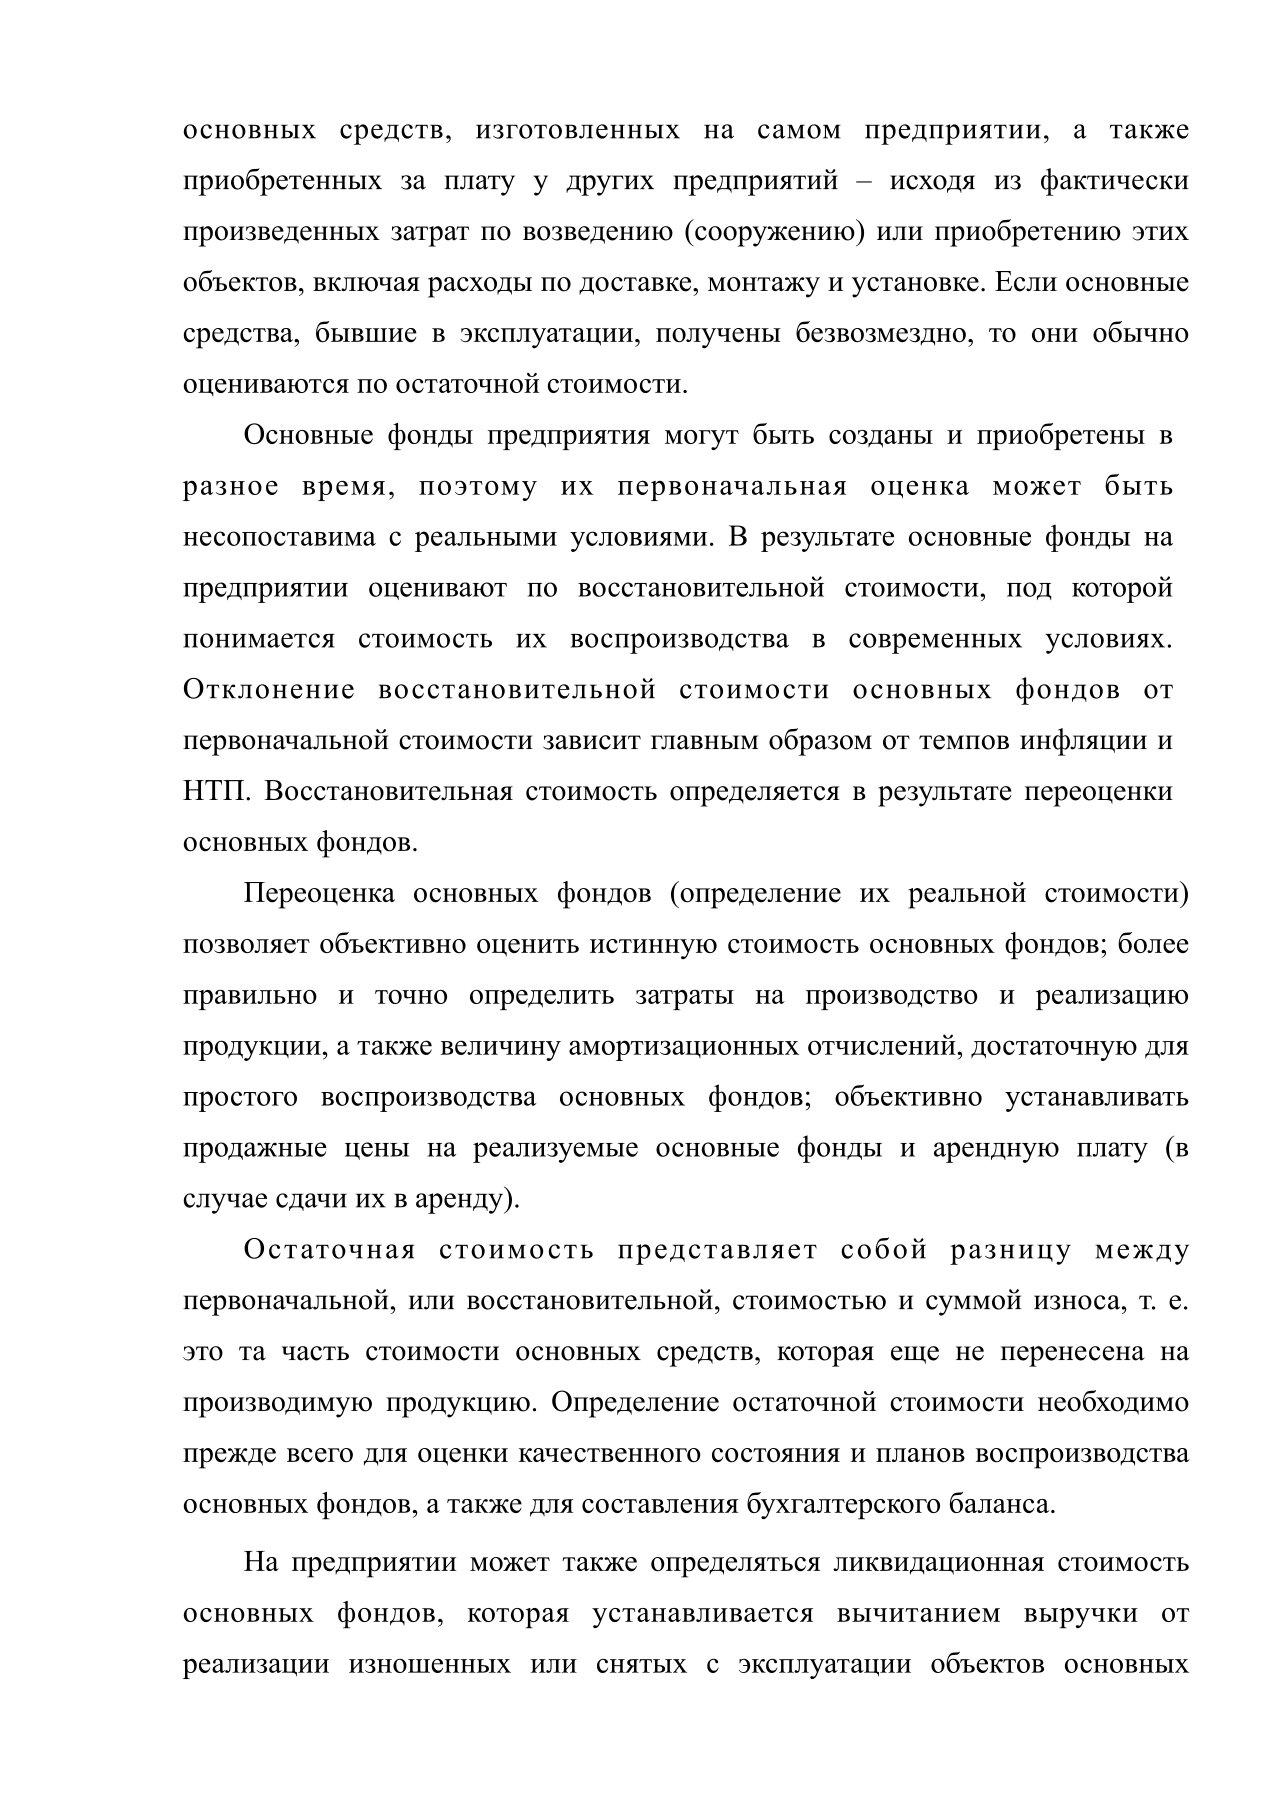 основных средств, изготовленных на самом предприятии, а также
приобретенных за плату у других предприятий – исходя из фактически
произведенных затрат по возведению (сооружению) или приобретению этих
объектов, включая расходы по доставке, монтажу и установке. Если основные
средства, бывшие в эксплуатации, получены безвозмездно, то они обычно
оцениваются по остаточной стоимости.
Основные фонды предприятия могут быть созданы и приобретены в
разное время, поэтому их первоначальная оценка может быть
несопоставима с реальными условиями. В результате основные фонды на
предприятии оценивают по восстановительной стоимости, под которой
понимается стоимость их воспроизводства в современных условиях.
Отклонение восстановительной стоимости основных фондов от
первоначальной стоимости зависит главным образом от темпов инфляции и
НТП. Восстановительная стоимость определяется в результате переоценки
основных фондов.
Переоценка основных фондов (определение их реальной стоимости)
позволяет объективно оценить истинную стоимость основных фондов; более
правильно и точно определить затраты на производство и реализацию
продукции, а также величину амортизационных отчислений, достаточную для
простого воспроизводства основных фондов; объективно устанавливать
продажные цены на реализуемые основные фонды и арендную плату (в
случае сдачи их в аренду).
Остаточная стоимость представляет собой разницу между
первоначальной, или восстановительной, стоимостью и суммой износа, т. е.
это та часть стоимости основных средств, которая еще не перенесена на
производимую продукцию. Определение остаточной стоимости необходимо
прежде всего для оценки качественного состояния и планов воспроизводства
основных фондов, а также для составления бухгалтерского баланса.
На предприятии может также определяться ликвидационная стоимость
основных фондов, которая устанавливается вычитанием выручки от
реализации изношенных или снятых с эксплуатации объектов основных